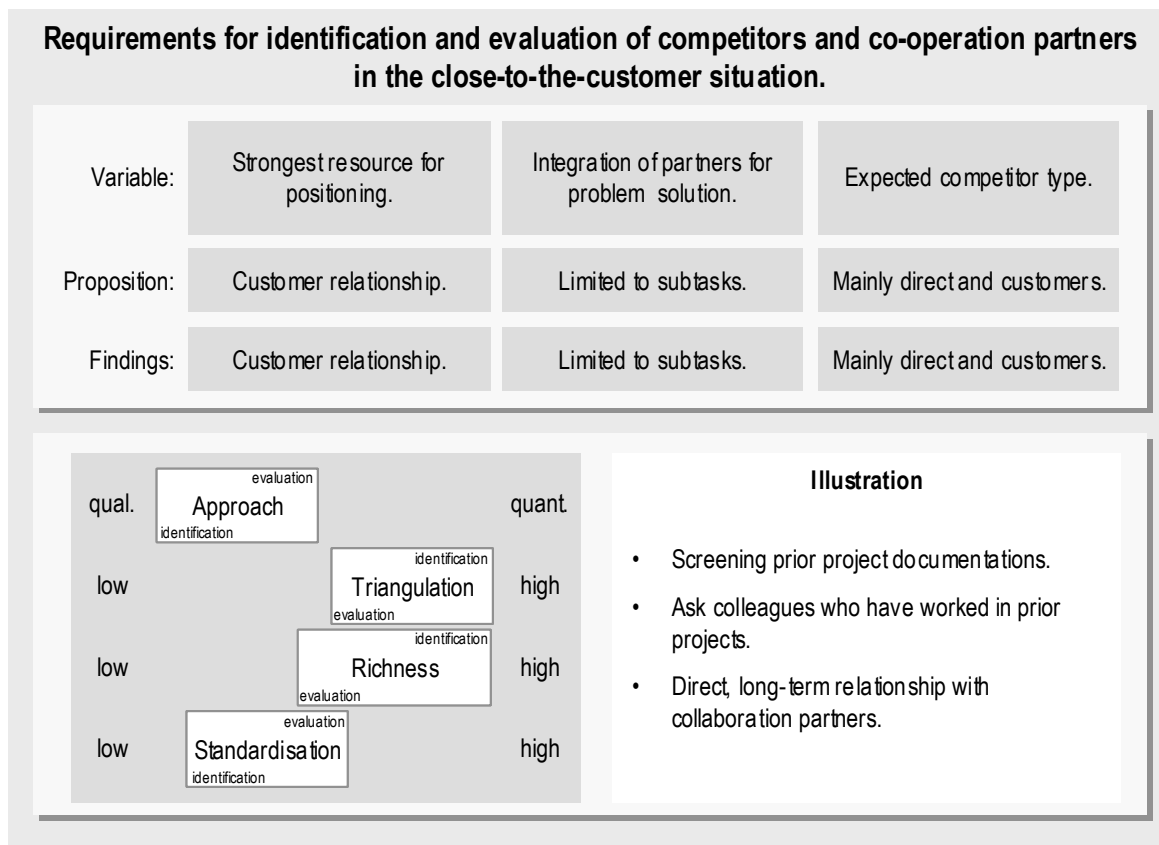 Requirements for identification and evaluation of competitors and co-operation partners
in the close-to-the-customer situation.
Variable:
Strongest resource for
positioning.
Integration of partners for
problem solution.
Expected competitor type.
Proposition:
Customer relationship.
Limited to subtasks.
Mainly direct and customers.
Findings:
Customer relationship.
Limited to subtasks.
Mainly direct and customers.
qual.
evaluation
Approach
identification
quant.
low
identification
Triangulation
evaluation
high
low
identification
Richness
evaluation
high
low
evaluation
Standardisation
identification
high
Illustration
• Screening prior project documentations.
• Ask colleagues who have worked in prior
projects.
• Direct, long-term relationship with
collaboration partners.